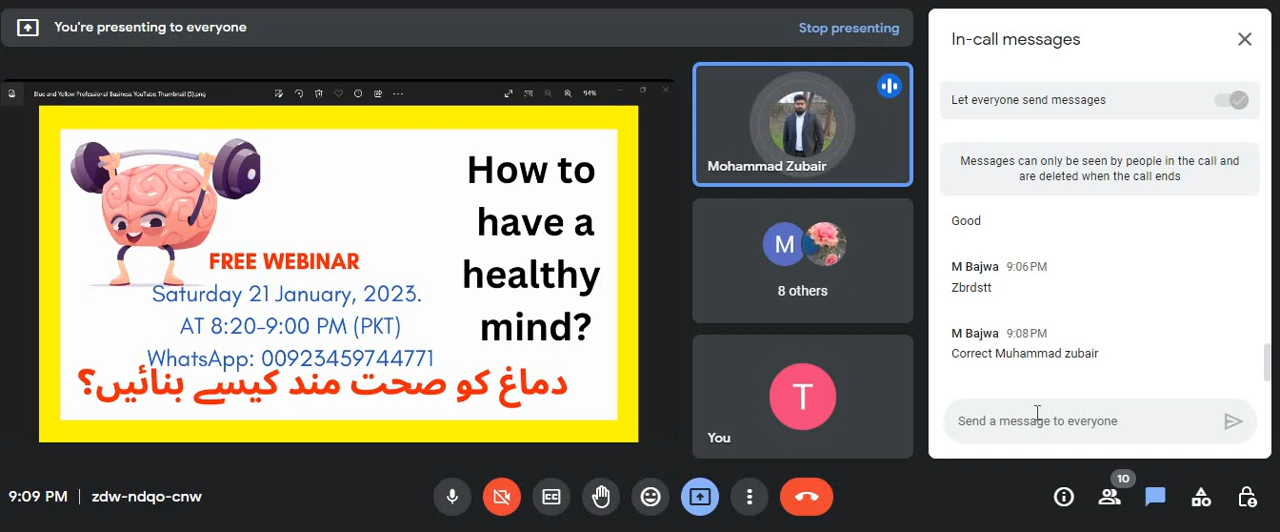 You're presenting to everyone
Stop presenting
Blue and Yellow Professional Business YouTube Thumbnail (5).png
94%
How to
have a
healthy
mind?
FREE WEBINAR
Saturday 21 January, 2023.
AT 8:20-9:00 PM (PKT)
WhatsApp: 00923459744771
دماغ کو صحت مند کیسے بنائیں؟
Mohammad Zubair
M
8 others
T
You
In-call messages
Let everyone send messages
Messages can only be seen by people in the call and
are deleted when the call ends
Good
M Bajwa 9:06 PM
Zbrdstt
M Bajwa 9:08 PM
Correct Muhammad zubair
Send a message to everyone
9:09 PM | zdw-ndqo-cnw
CC
10